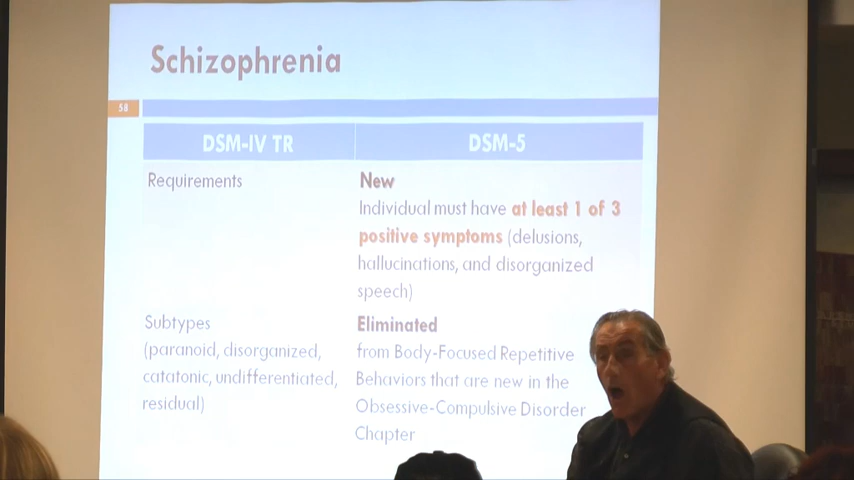 Schizophrenia
58
DSM-IV TR
DSM-5
Requirements
New
Individual must have at least 1 of 3
positive symptoms (delusions,
hallucinations, and disorganized
speech)
Subtypes
(paranoid, disorganized,
catatonic, undifferentiated,
residual)
Eliminated
from Body-Focused Repetitive
Behaviors that are new in the
Obsessive-Compulsive Disorder
Chapter